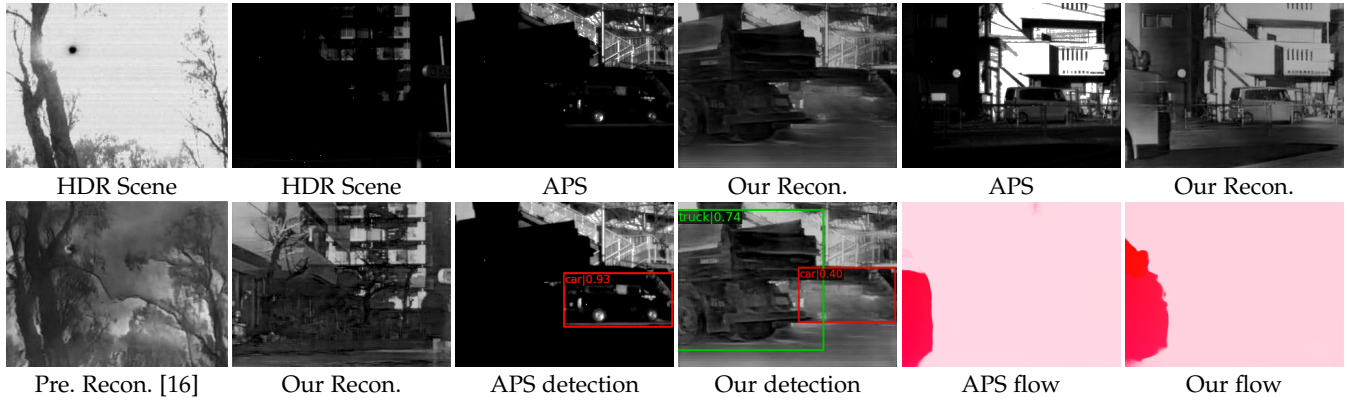 HDR Scene
HDR Scene
APS
Our Recon.
APS
Our Recon.
truck|0.74
car|0.93
car|0.40
Pre. Recon. [16]
Our Recon.
APS detection
Our detection
APS flow
Our flow